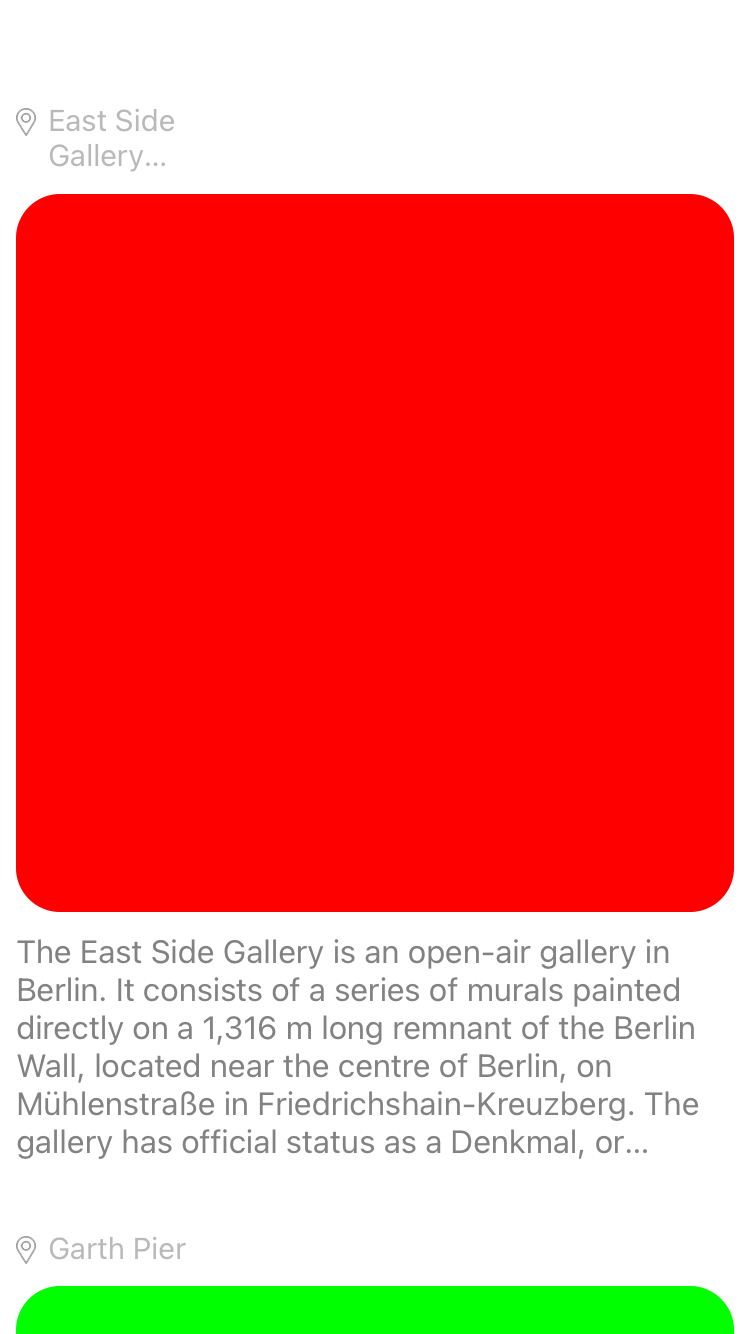 East Side
Gallery...
The East Side Gallery is an open-air gallery in
Berlin. It consists of a series of murals painted
directly on a 1,316 m long remnant of the Berlin
Wall, located near the centre of Berlin, on
Mühlenstraße in Friedrichshain-Kreuzberg. The
gallery has official status as a Denkmal, or...
Garth Pier